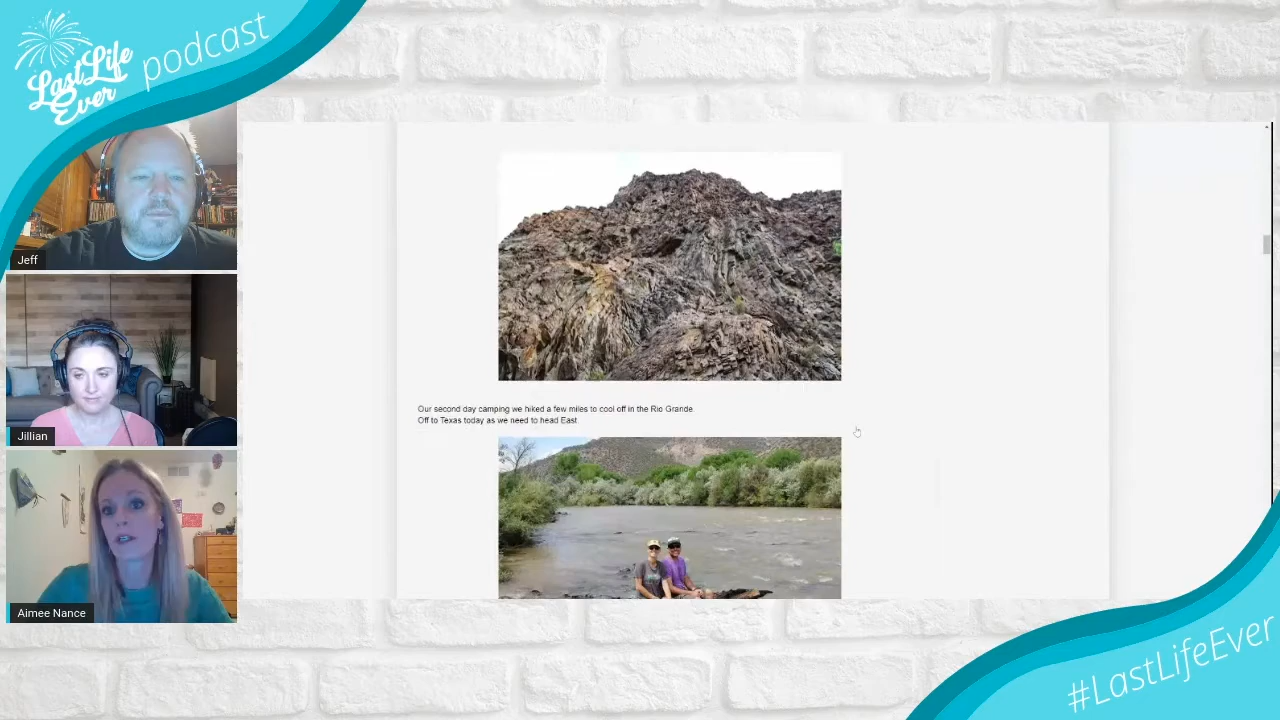 Last Life
Ever
podcast
Jeff
Jillian
Aimee Nance
Our second day camping we hiked a few miles to cool off in the Rio Grande
Off to Texas today as we need to head East.
#LastLifeEver